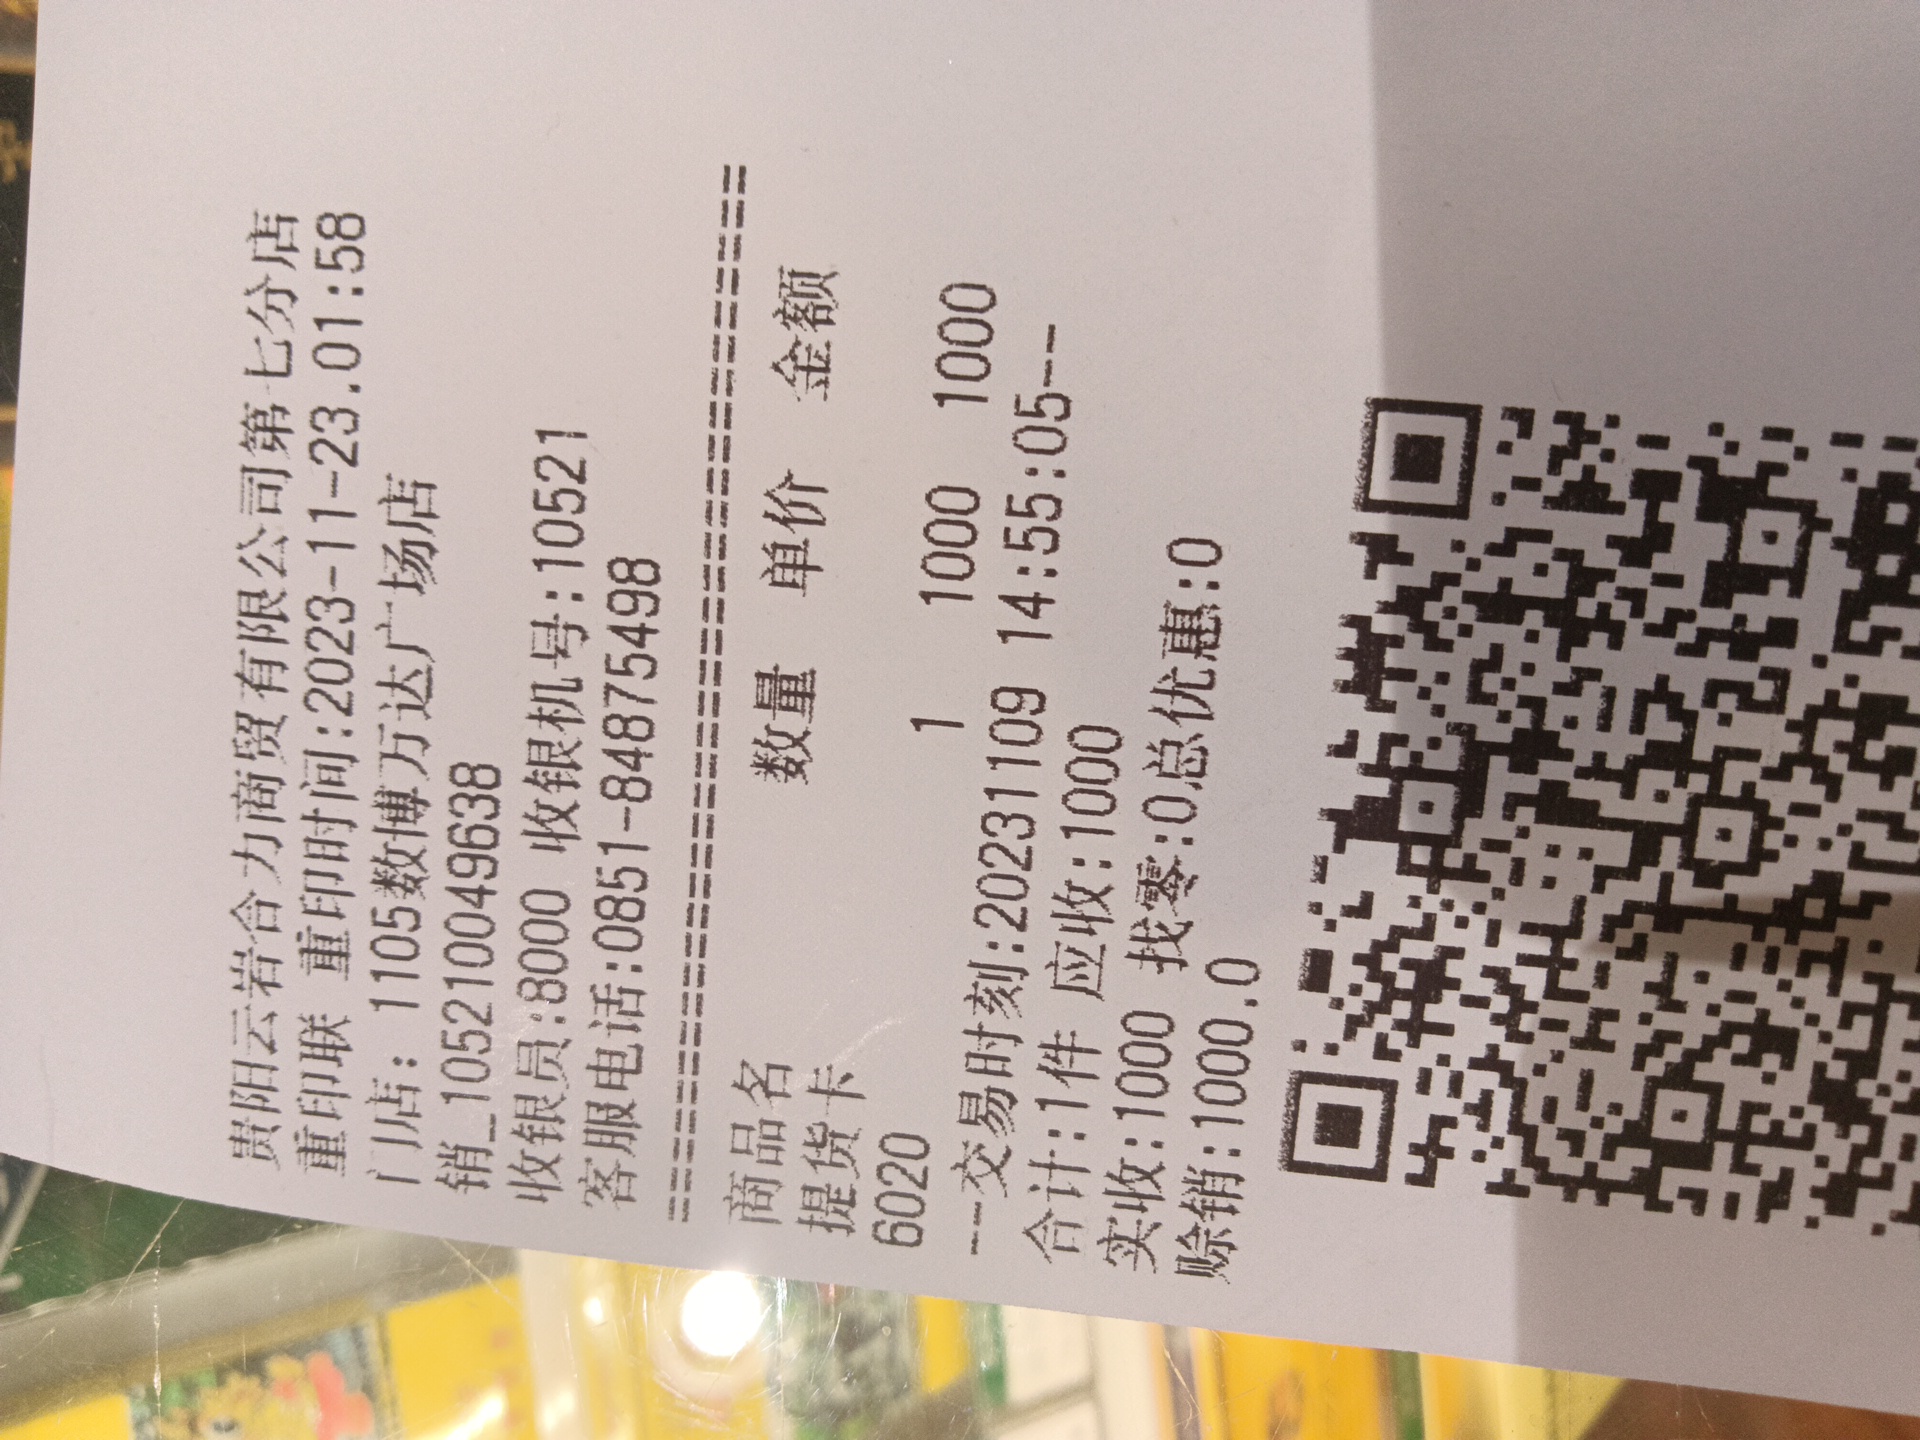 贵阳云岩合力商贸有限公司第七分店
重印联 重印时间:2023-11-23.01:58
门店: 1105数博万达广场店
销_1052100049638
收银员:8000 收银机号:10521
客服电话:0851-84875498
================================
商品名 数量 单价 金额
提货卡
6020 1 1000 1000
---交易时刻:20231109 14:55:05--
合计:1件 应收:1000
实收:1000 找零:0总优惠:0
赊销:1000.0